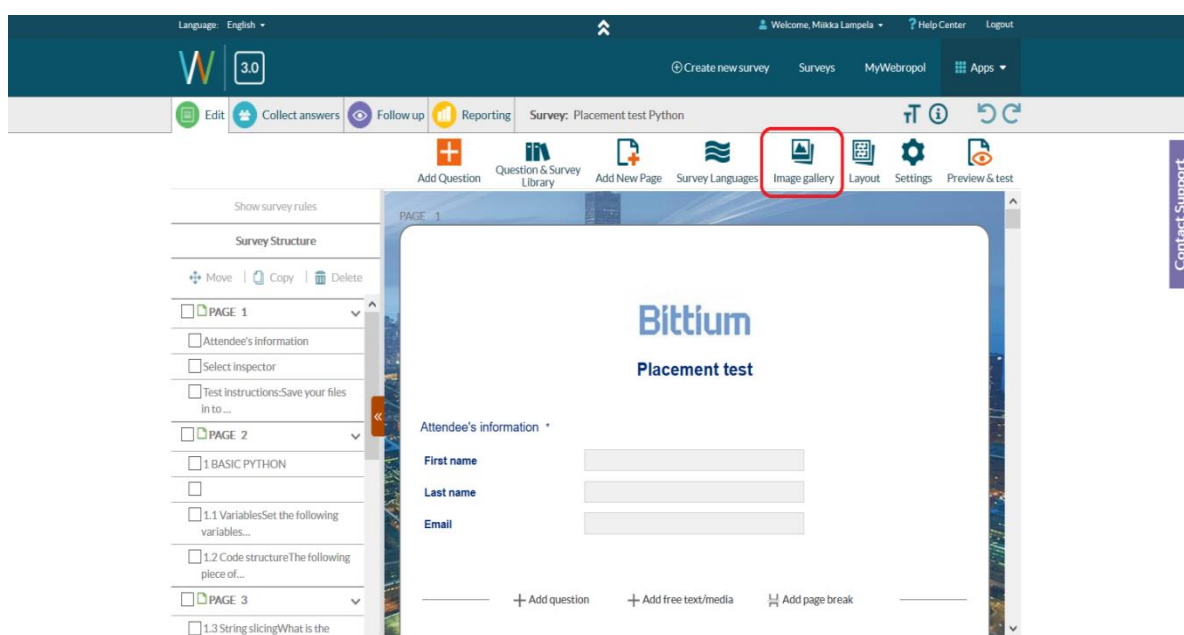 Language: English
Welcome, Miikka Lampela
? Help Center
Logout
W 3.0
Create new survey
Surveys
MyWebropol
Apps
Edit
Collect answers
Follow up
Reporting
Survey: Placement test Python
TT
i
Add Question
Question & Survey
Library
Add New Page
Survey Languages
Image gallery
Layout
Settings
Preview & test
Contact Support
Show survey rules
Survey Structure
Move | Copy | Delete
PAGE 1
Attendee's information
Select inspector
Test instructions:Save your files
in to ...
PAGE 2
1 BASIC PYTHON
1.1 VariablesSet the following
variables...
1.2 Code structureThe following
piece of...
PAGE 3
1.3 String slicingWhat is the
«
PAGE 1
Bittium
Placement test
Attendee's information *
First name
Last name
Email
+ Add question
+ Add free text/media
Add page break